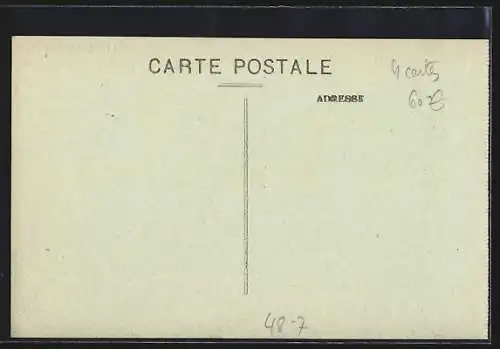 CARTE POSTALE
4 cartes
ADRESSE
60 €
48-7